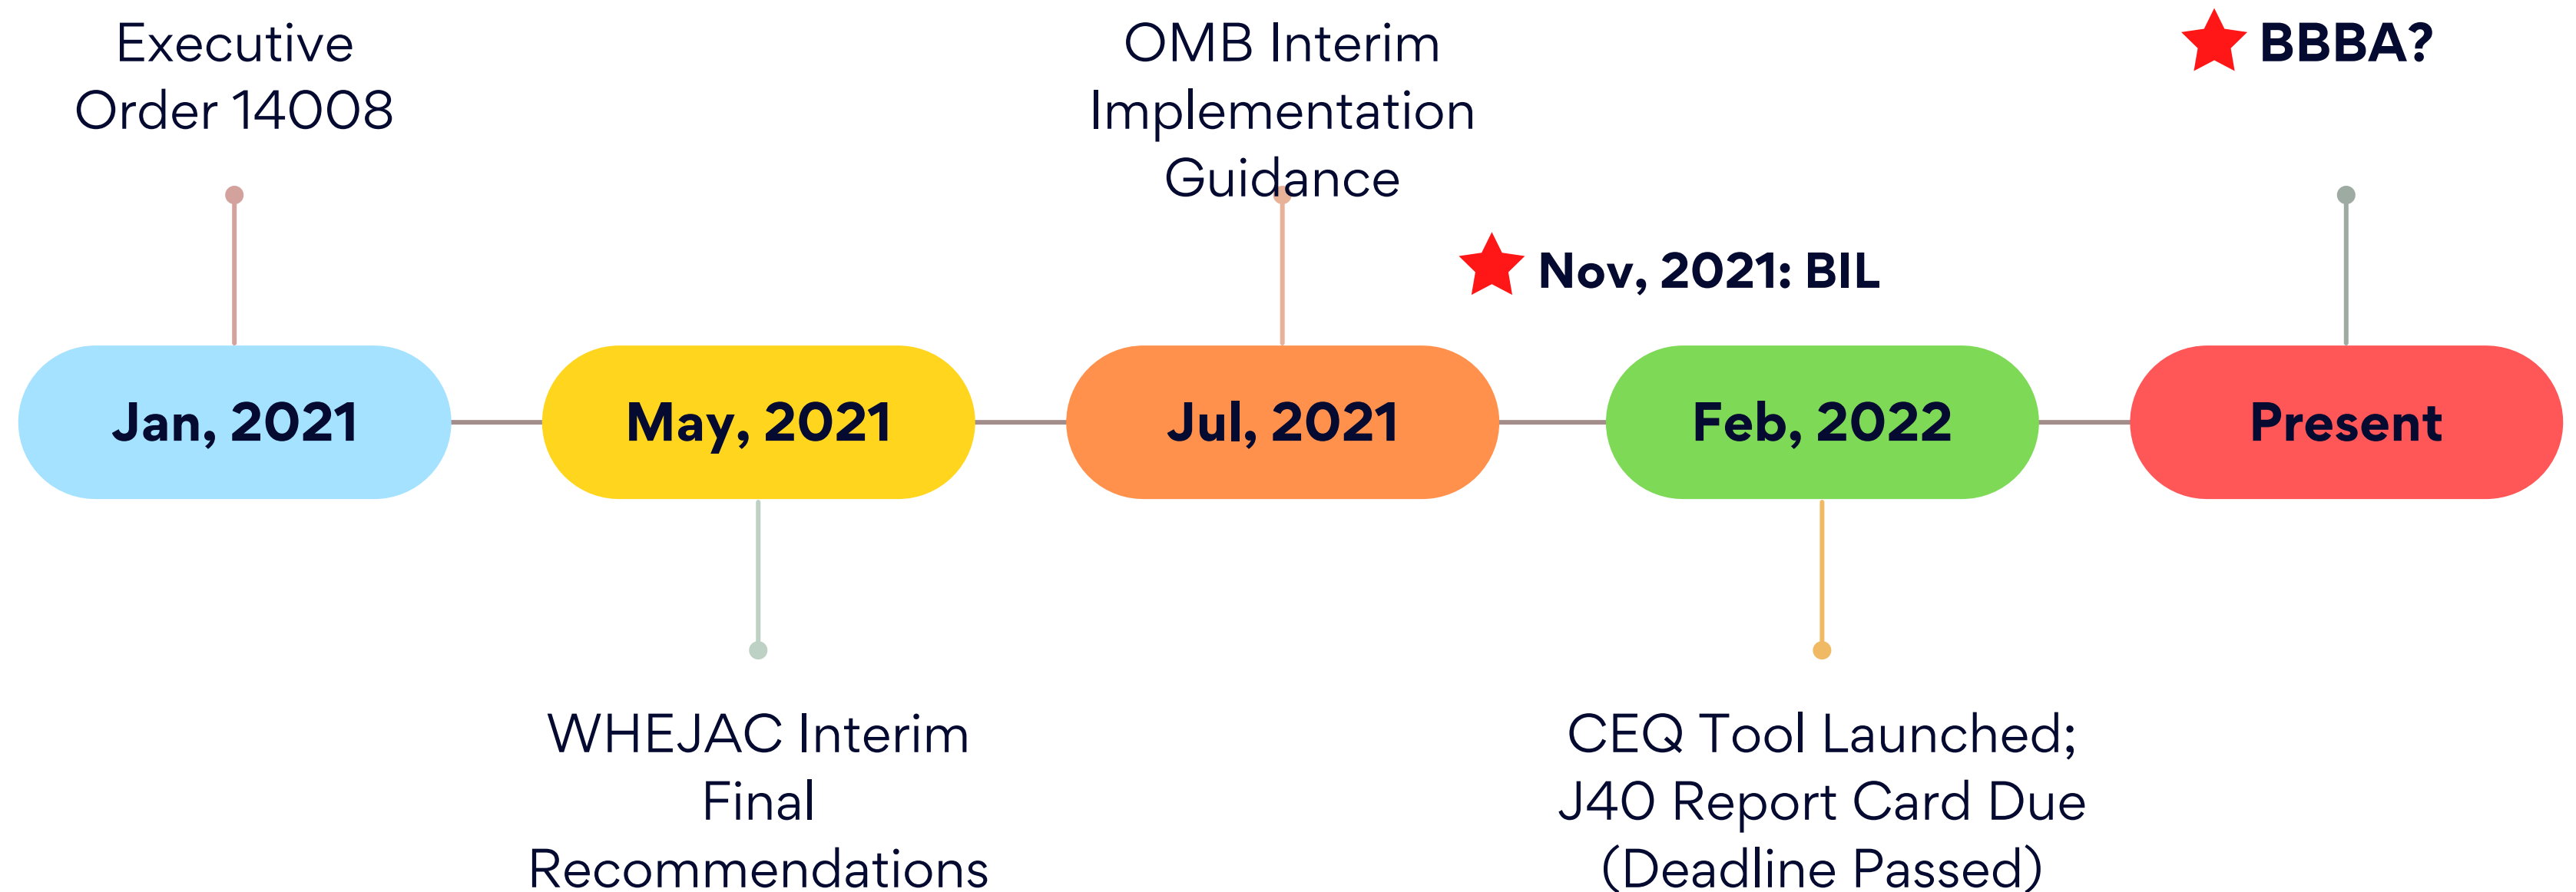 Executive
Order 14008
OMB Interim
Implementation
Guidance
BBBA?
Nov, 2021: BIL
Jan, 2021
May, 2021
Jul, 2021
Feb, 2022
Present
WHEJAC Interim
Final
Recommendations
CEQ Tool Launched;
J40 Report Card Due
(Deadline Passed)